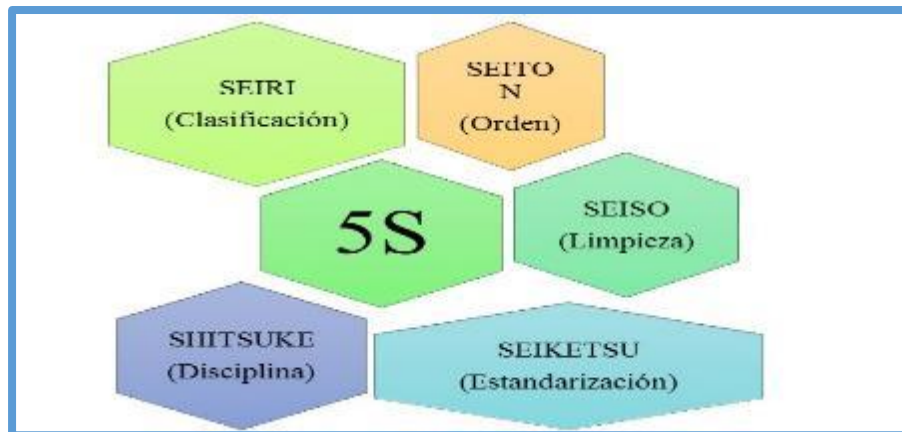 SEIRI
(Clasificación)
SEITO
N
(Orden)
5S
SEISO
(Limpieza)
SHITSUKE
(Disciplina)
SEIKETSU
(Estandarización)